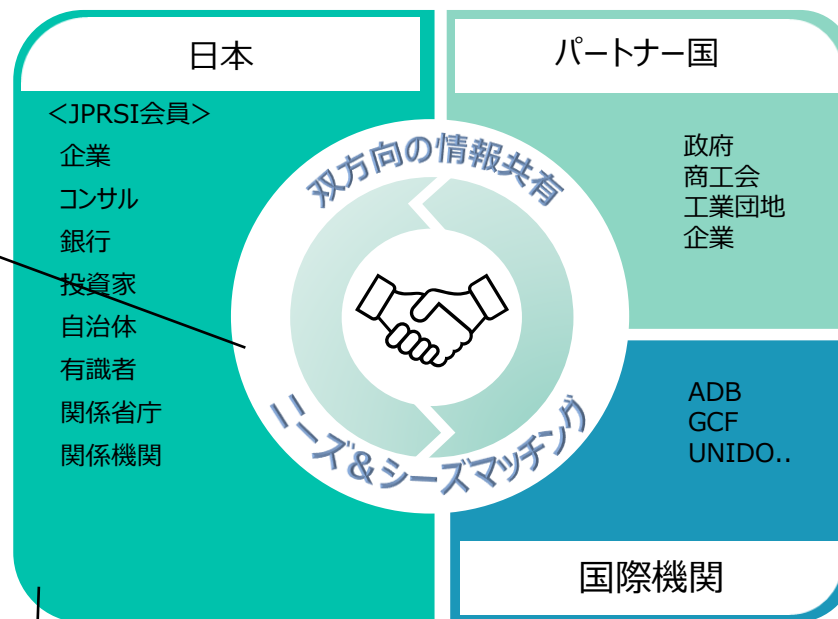 日本
<JPRSI会員>
企業
コンサル
銀行
投資家
自治体
有識者
関係省庁
関係機関
双方向の情報共有
ニーズ&シーズマッチング
パートナー国
政府
商工会
工業団地
企業
ADB
GCF
UNIDO..
国際機関